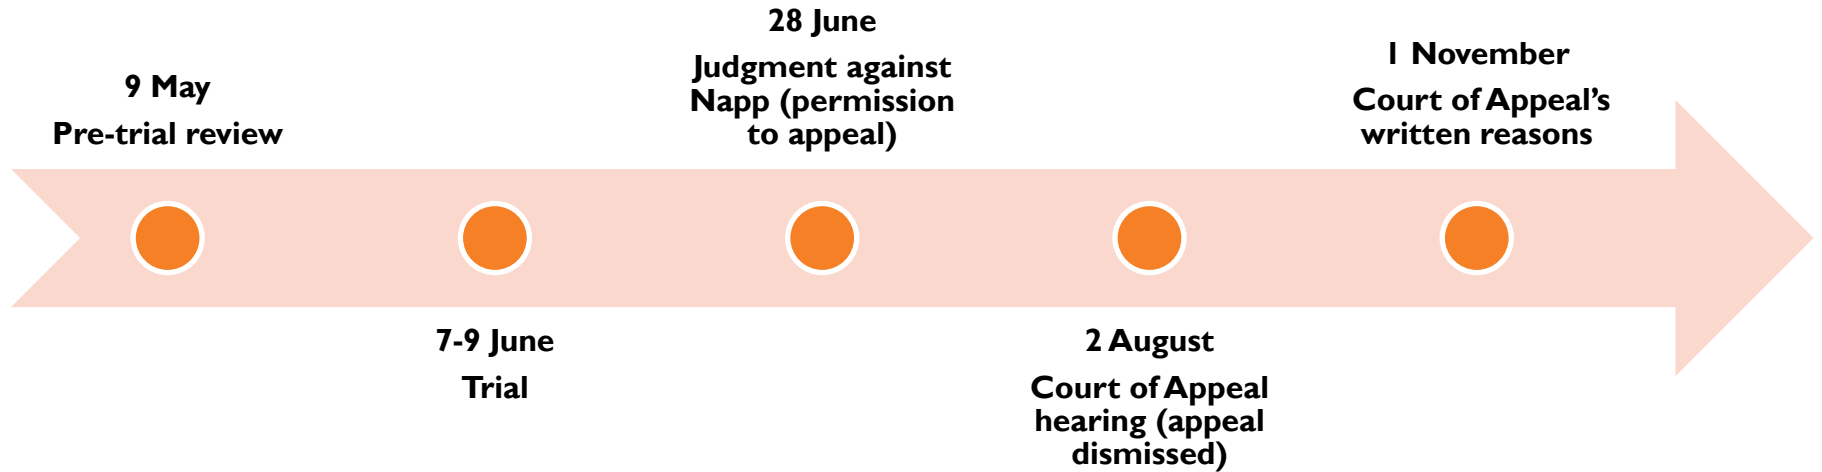 9 May
Pre-trial review
7-9 June
Trial
28 June
Judgment against
Napp (permission
to appeal)
2 August
Court of Appeal
hearing (appeal
dismissed)
1 November
Court of Appeal’s
written reasons